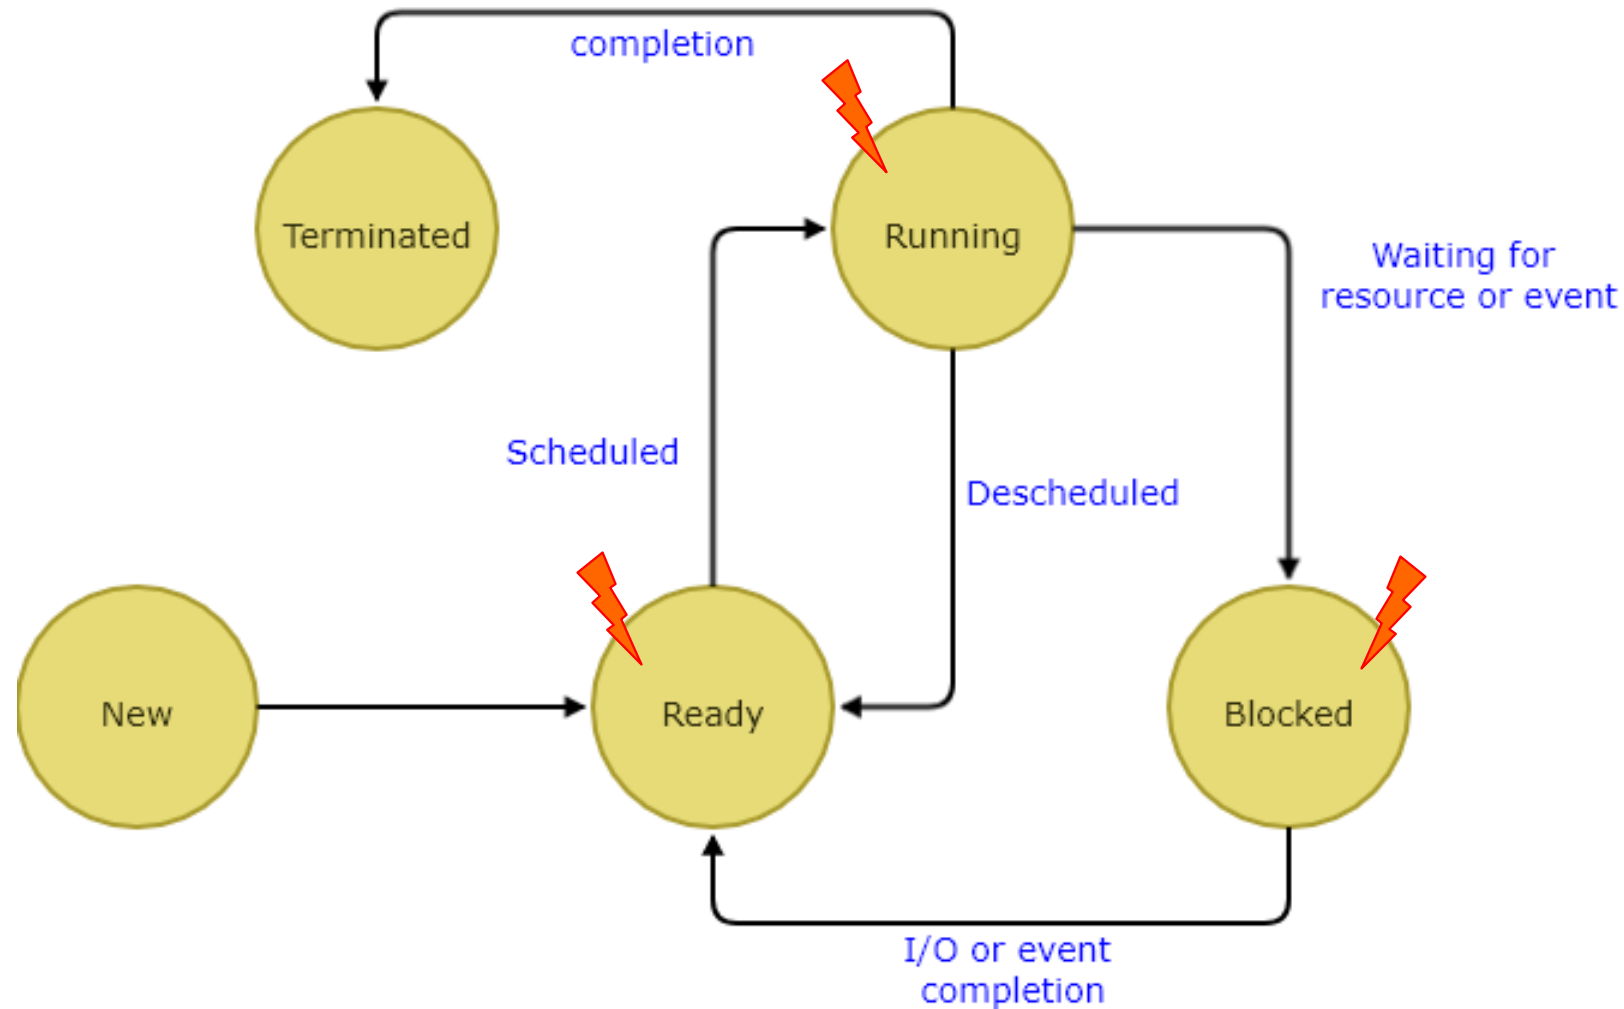 completion
Terminated
Running
Waiting for
resource or event
Scheduled
Descheduled
New
Ready
Blocked
I/O or event
completion